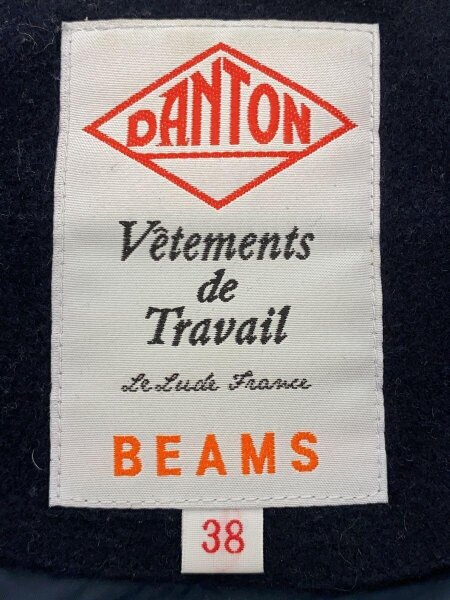 DANTON
Vêtements
de
Travail
Le Lude France
BEAMS
38